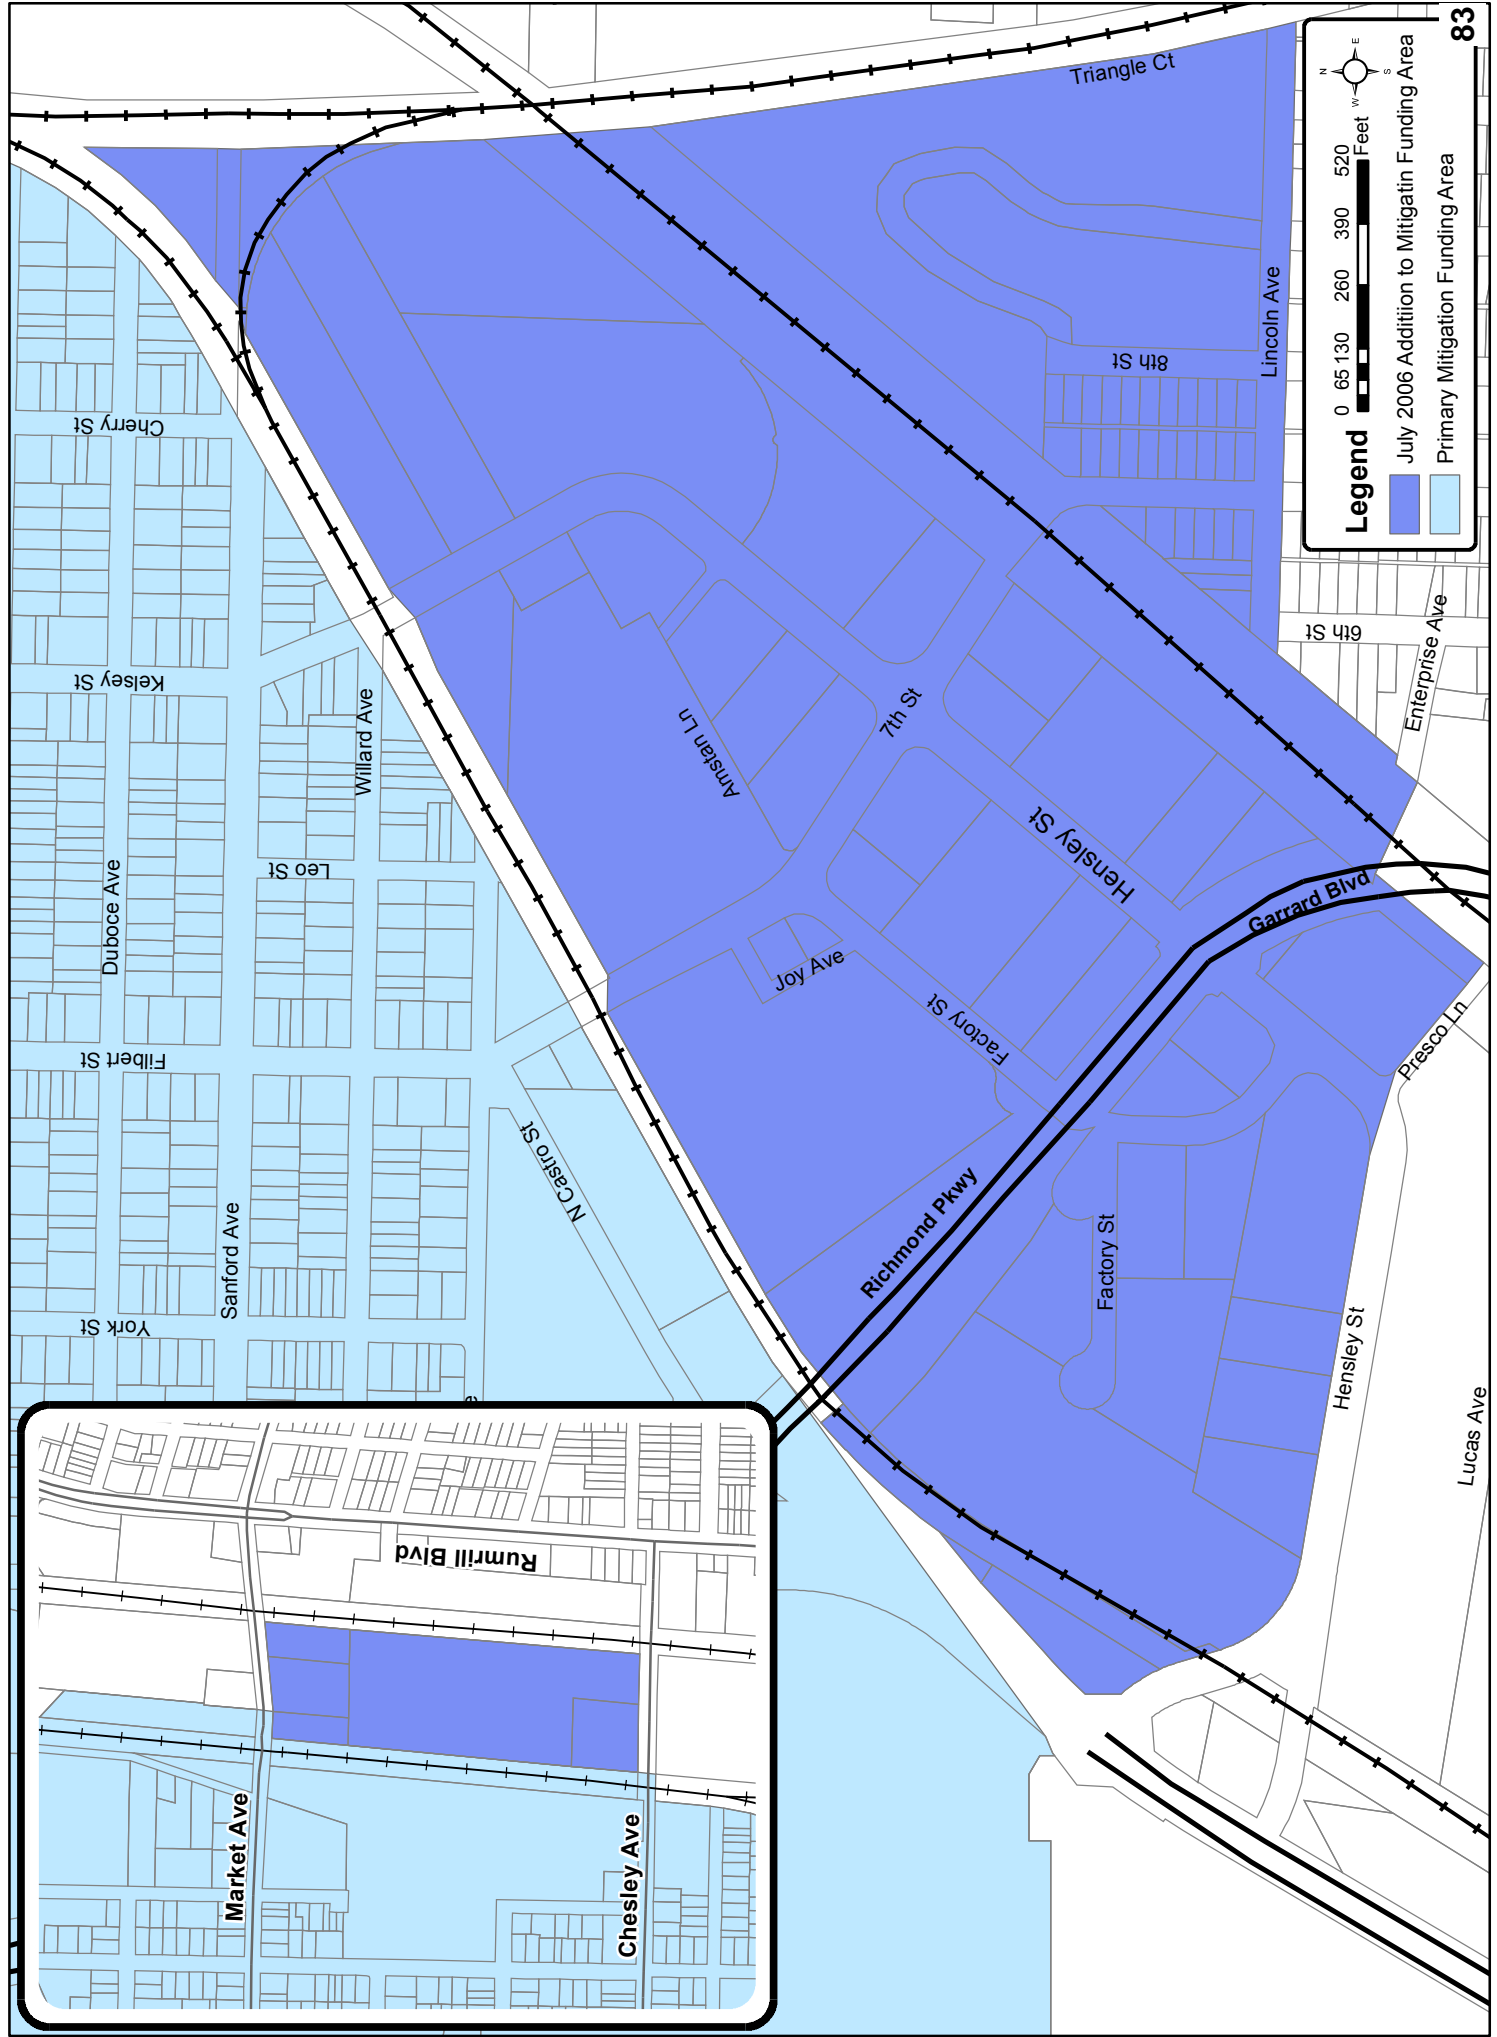 83
Triangle Ct
Cherry St
Lincoln Ave
8th St
Kelsey St
Willard Ave
Duboce Ave
Leo St
Amstan Ln
7th St
6th St
Enterprise Ave
Hensley St
Garrard Blvd
Joy Ave
Factory St
Filbert St
Presco Ln
N Castro St
Sanford Ave
York St
Richmond Pkwy
Factory St
Hensley St
Lucas Ave
Rumrill Blvd
Market Ave
Chesley Ave
Legend
0 65 130 260 390 520
Feet
N
E
S
W
July 2006 Additiion to Mitigatin Funding Area
Primary Mitigation Funding Area